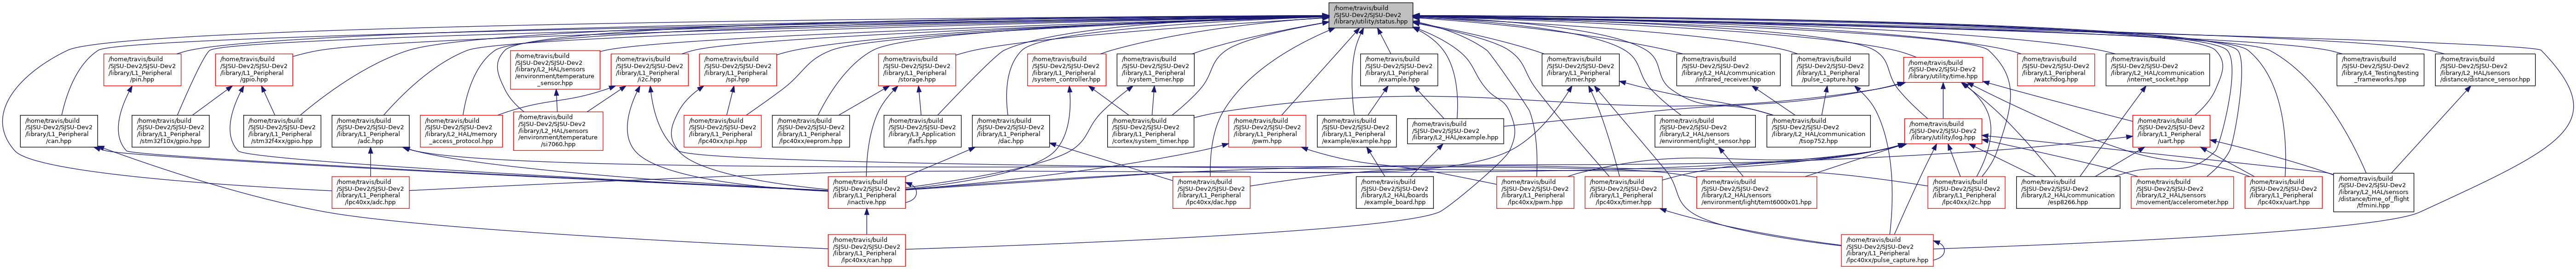 /home/travis/build
/SJSU-Dev2/SJSU-Dev2
/library/utility/status.hpp
/home/travis/build
/SJSU-Dev2/SJSU-Dev2
/library/L1_Peripheral
/pin.hpp
/home/travis/build
/SJSU-Dev2/SJSU-Dev2
/library/L1_Peripheral
/gpio.hpp
/home/travis/build
/SJSU-Dev2/SJSU-Dev2
/library/L2_HAL/sensors
/environment/temperature
_sensor.hpp
/home/travis/build
/SJSU-Dev2/SJSU-Dev2
/library/L1_Peripheral
/i2c.hpp
/home/travis/build
/SJSU-Dev2/SJSU-Dev2
/library/L1_Peripheral
/spi.hpp
/home/travis/build
/SJSU-Dev2/SJSU-Dev2
/library/L1_Peripheral
/storage.hpp
/home/travis/build
/SJSU-Dev2/SJSU-Dev2
/library/L1_Peripheral
/system_controller.hpp
/home/travis/build
/SJSU-Dev2/SJSU-Dev2
/library/L1_Peripheral
/system_timer.hpp
/home/travis/build
/SJSU-Dev2/SJSU-Dev2
/library/L1_Peripheral
/example.hpp
/home/travis/build
/SJSU-Dev2/SJSU-Dev2
/library/L1_Peripheral
/timer.hpp
/home/travis/build
/SJSU-Dev2/SJSU-Dev2
/library/L2_HAL/communication
/infrared_receiver.hpp
/home/travis/build
/SJSU-Dev2/SJSU-Dev2
/library/L1_Peripheral
/pulse_capture.hpp
/home/travis/build
/SJSU-Dev2/SJSU-Dev2
/library/utility/time.hpp
/home/travis/build
/SJSU-Dev2/SJSU-Dev2
/library/L1_Peripheral
/watchdog.hpp
/home/travis/build
/SJSU-Dev2/SJSU-Dev2
/library/L2_HAL/communication
/internet_socket.hpp
/home/travis/build
/SJSU-Dev2/SJSU-Dev2
/library/L4_Testing/testing
_frameworks.hpp
/home/travis/build
/SJSU-Dev2/SJSU-Dev2
/library/L2_HAL/sensors
/distance/distance_sensor.hpp
/home/travis/build
/SJSU-Dev2/SJSU-Dev2
/library/L1_Peripheral
/can.hpp
/home/travis/build
/SJSU-Dev2/SJSU-Dev2
/library/L1_Peripheral
/stm32f10x/gpio.hpp
/home/travis/build
/SJSU-Dev2/SJSU-Dev2
/library/L1_Peripheral
/stm32f4xx/gpio.hpp
/home/travis/build
/SJSU-Dev2/SJSU-Dev2
/library/L1_Peripheral
/adc.hpp
/home/travis/build
/SJSU-Dev2/SJSU-Dev2
/library/L2_HAL/memory
_access_protocol.hpp
/home/travis/build
/SJSU-Dev2/SJSU-Dev2
/library/L2_HAL/sensors
/environment/temperature
/si7060.hpp
/home/travis/build
/SJSU-Dev2/SJSU-Dev2
/library/L1_Peripheral
/lpc40xx/spi.hpp
/home/travis/build
/SJSU-Dev2/SJSU-Dev2
/library/L1_Peripheral
/lpc40xx/eeprom.hpp
/home/travis/build
/SJSU-Dev2/SJSU-Dev2
/library/L3_Application
/fatfs.hpp
/home/travis/build
/SJSU-Dev2/SJSU-Dev2
/library/L1_Peripheral
/dac.hpp
/home/travis/build
/SJSU-Dev2/SJSU-Dev2
/library/L1_Peripheral
/cortex/system_timer.hpp
/home/travis/build
/SJSU-Dev2/SJSU-Dev2
/library/L1_Peripheral
/pwm.hpp
/home/travis/build
/SJSU-Dev2/SJSU-Dev2
/library/L1_Peripheral
/example/example.hpp
/home/travis/build
/SJSU-Dev2/SJSU-Dev2
/library/L2_HAL/example.hpp
/home/travis/build
/SJSU-Dev2/SJSU-Dev2
/library/L2_HAL/sensors
/environment/light_sensor.hpp
/home/travis/build
/SJSU-Dev2/SJSU-Dev2
/library/L2_HAL/communication
/tsop752.hpp
/home/travis/build
/SJSU-Dev2/SJSU-Dev2
/library/utility/log.hpp
/home/travis/build
/SJSU-Dev2/SJSU-Dev2
/library/L1_Peripheral
/uart.hpp
/home/travis/build
/SJSU-Dev2/SJSU-Dev2
/library/L1_Peripheral
/lpc40xx/adc.hpp
/home/travis/build
/SJSU-Dev2/SJSU-Dev2
/library/L1_Peripheral
/inactive.hpp
/home/travis/build
/SJSU-Dev2/SJSU-Dev2
/library/L1_Peripheral
/lpc40xx/dac.hpp
/home/travis/build
/SJSU-Dev2/SJSU-Dev2
/library/L2_HAL/boards
/example_board.hpp
/home/travis/build
/SJSU-Dev2/SJSU-Dev2
/library/L1_Peripheral
/lpc40xx/pwm.hpp
/home/travis/build
/SJSU-Dev2/SJSU-Dev2
/library/L1_Peripheral
/lpc40xx/timer.hpp
/home/travis/build
/SJSU-Dev2/SJSU-Dev2
/library/L2_HAL/sensors
/environment/light/temt6000x01.hpp
/home/travis/build
/SJSU-Dev2/SJSU-Dev2
/library/L1_Peripheral
/lpc40xx/i2c.hpp
/home/travis/build
/SJSU-Dev2/SJSU-Dev2
/library/L2_HAL/communication
/esp8266.hpp
/home/travis/build
/SJSU-Dev2/SJSU-Dev2
/library/L2_HAL/sensors
/movement/accelerometer.hpp
/home/travis/build
/SJSU-Dev2/SJSU-Dev2
/library/L1_Peripheral
/lpc40xx/uart.hpp
/home/travis/build
/SJSU-Dev2/SJSU-Dev2
/library/L2_HAL/sensors
/distance/time_of_flight
/tfmini.hpp
/home/travis/build
/SJSU-Dev2/SJSU-Dev2
/library/L1_Peripheral
/lpc40xx/can.hpp
/home/travis/build
/SJSU-Dev2/SJSU-Dev2
/library/L1_Peripheral
/lpc40xx/pulse_capture.hpp